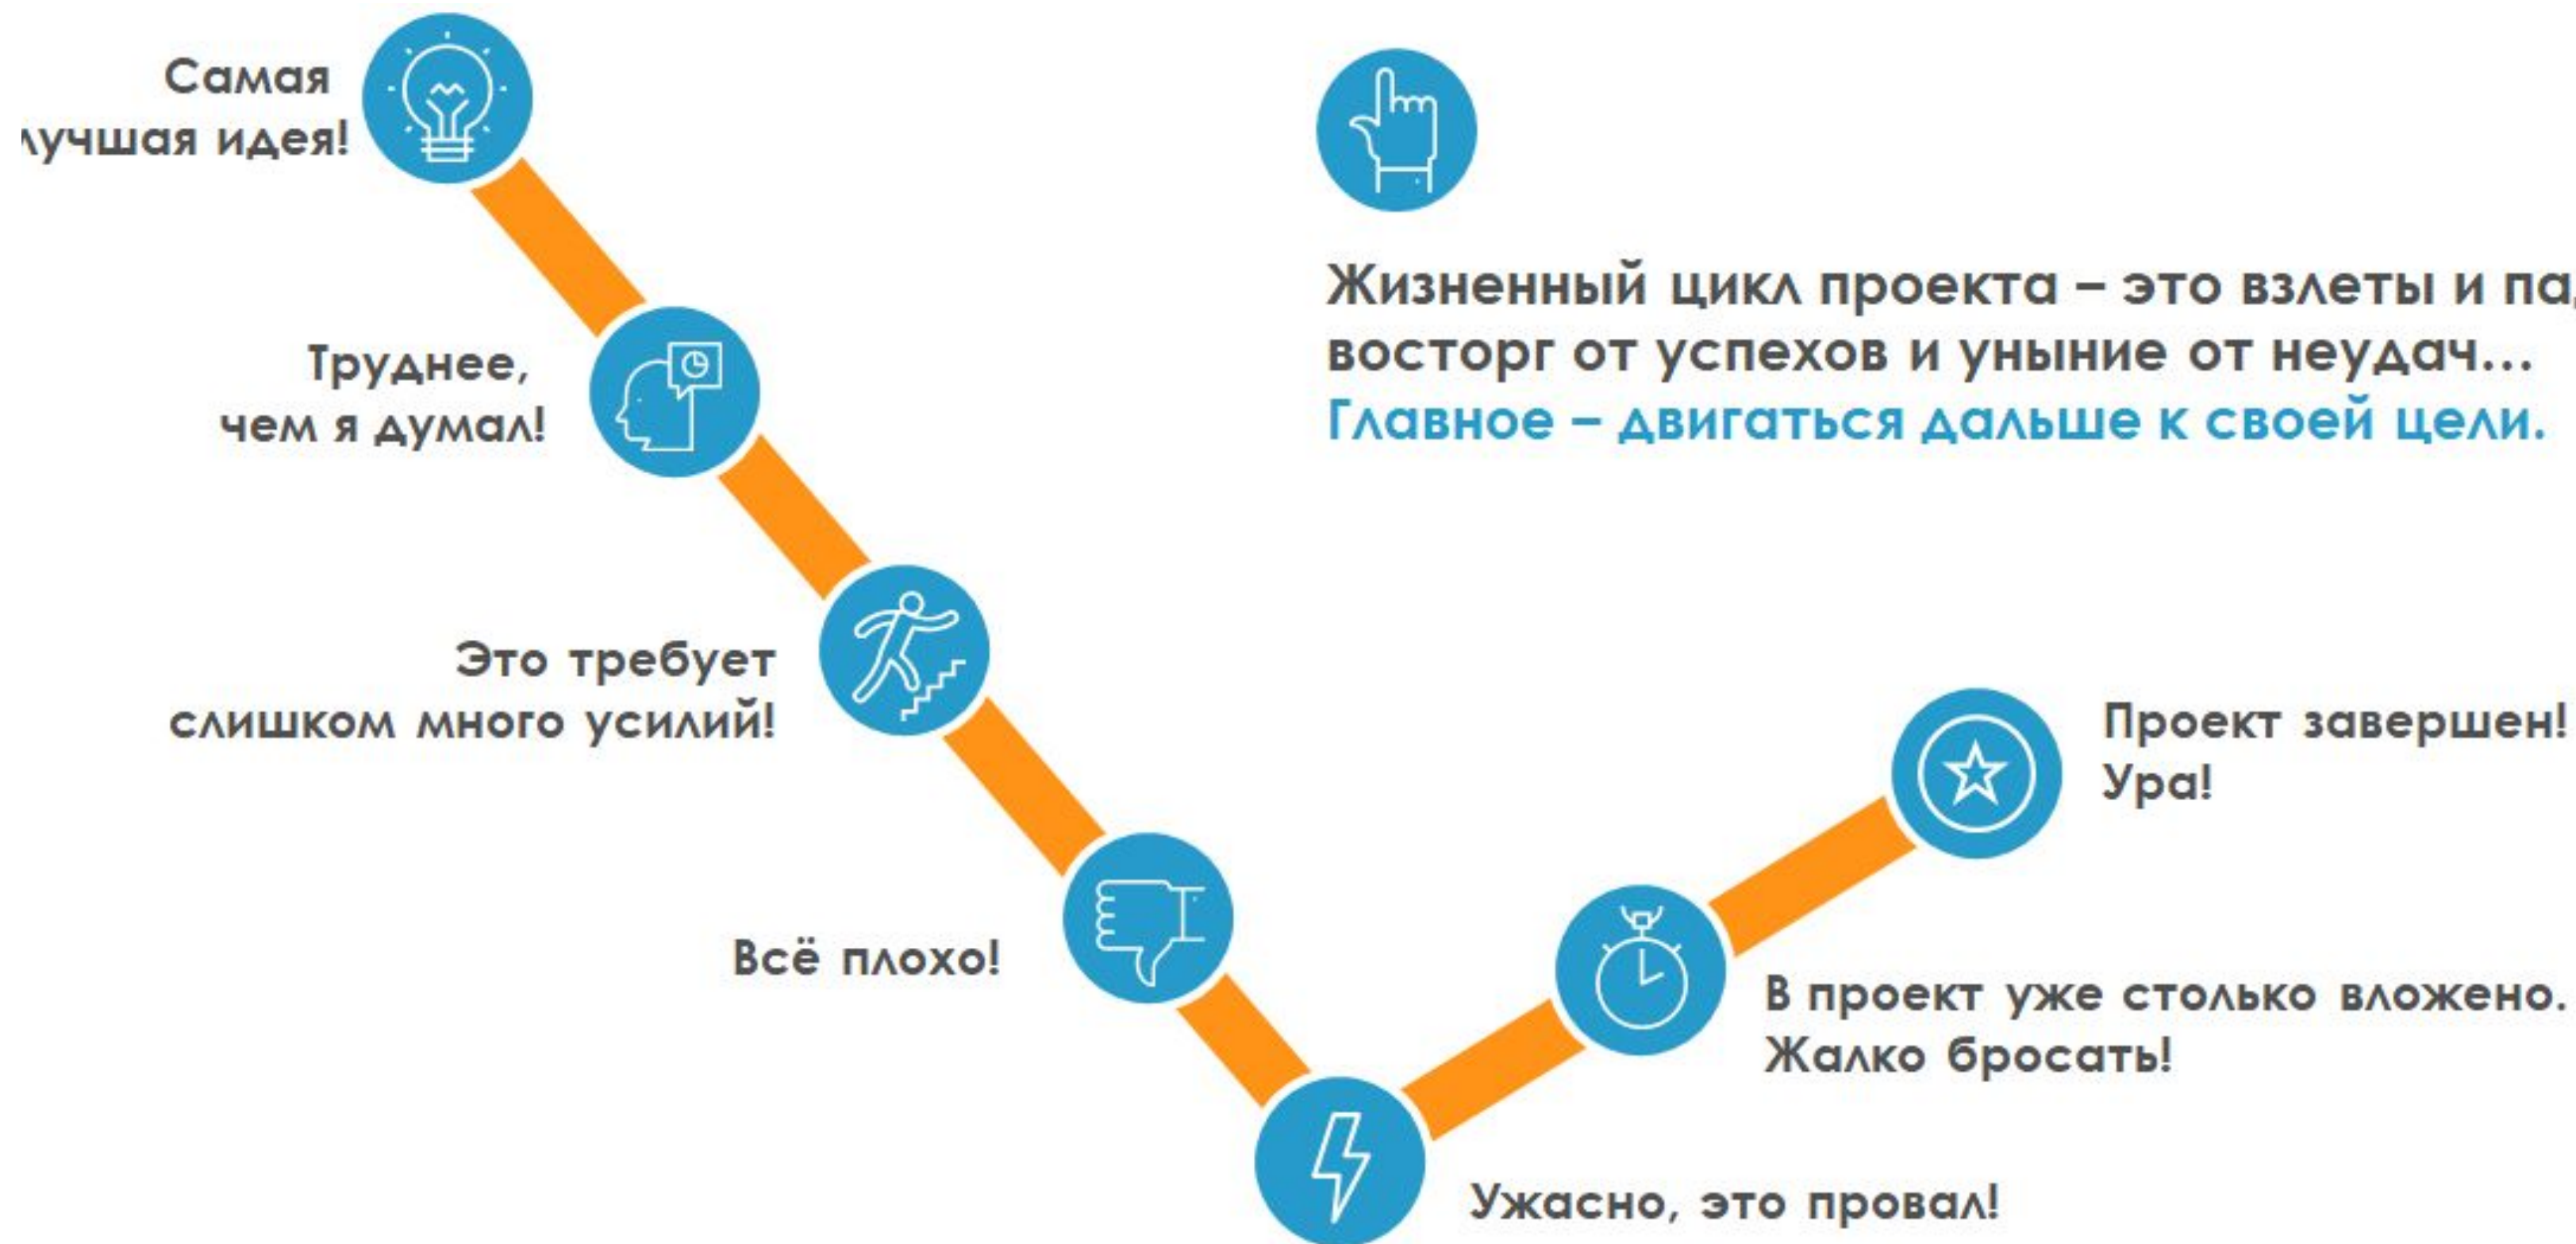 Самая
лучшая идея!
Жизненный цикл проекта – это взлеты и
восторг от успехов и уныние от неудач...
Главное – двигаться дальше к своей цели.
Труднее,
чем я думал!
Это требует
слишком много усилий!
Проект завершен!
Ура!
Всё плохо!
В проект уже столько вложено.
Жалко бросать!
Ужасно, это провал!